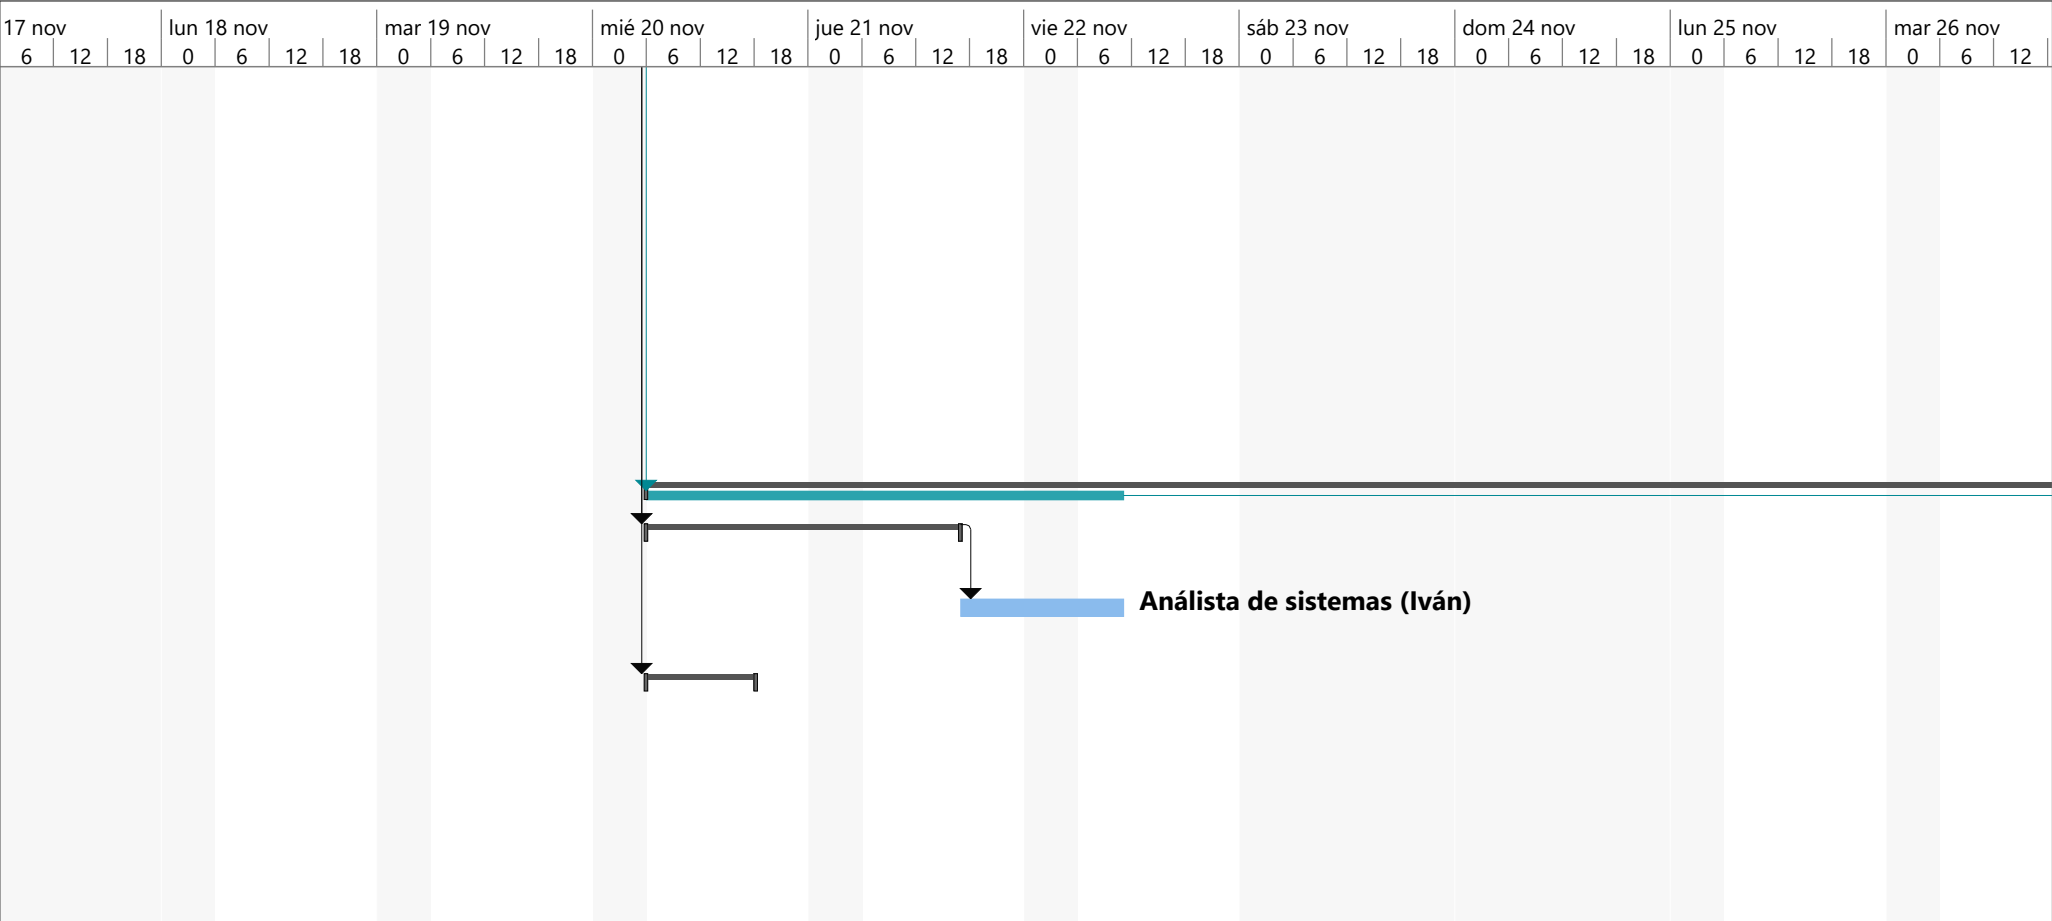 17 nov lun 18 nov mar 19 nov mié 20 nov jue 21 nov vie 22 nov sáb 23 nov dom 24 nov lun 25 nov mar 26 nov
6 12 18 0 6 12 18 0 6 12 18 0 6 12 18 0 6 12 18 0 6 12 18 0 6 12 18 0 6 12 18 0 6 12 18 0 6 12
Análista de sistemas (Iván)